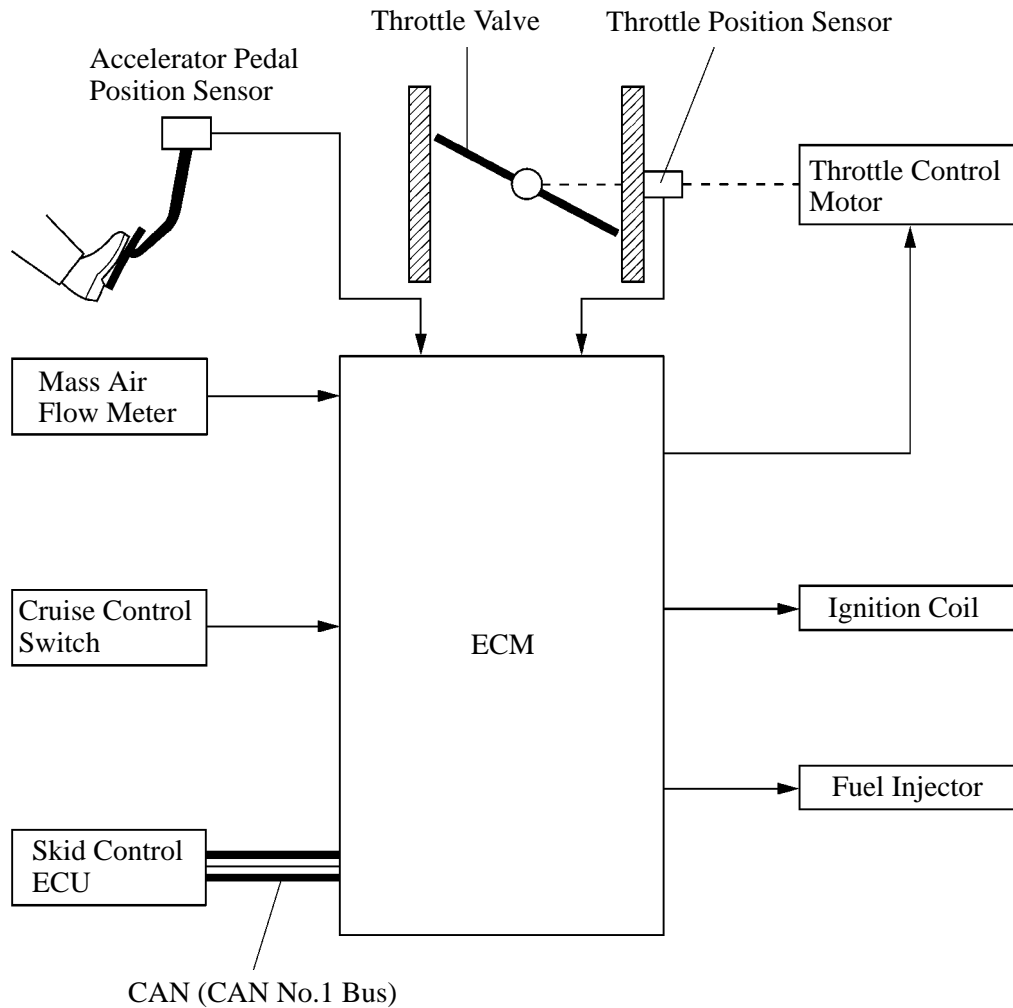 Throttle Valve
Throttle Position Sensor
Accelerator Pedal
Position Sensor
Throttle Control
Motor
Mass Air
Flow Meter
Cruise Control
Switch
ECM
Ignition Coil
Fuel Injector
Skid Control
ECU
CAN (CAN No.1 Bus)